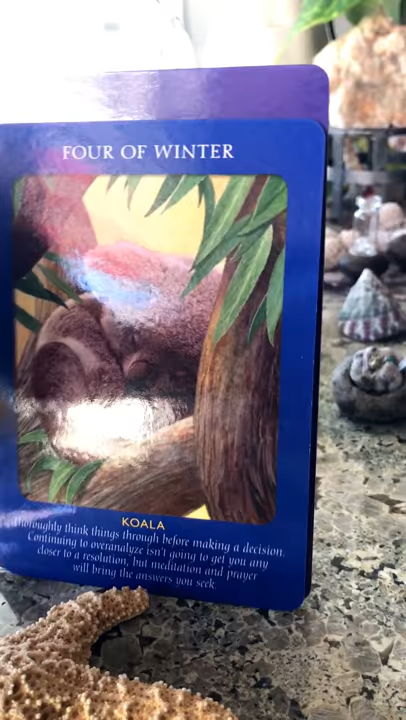 FOUR OF WINTER
KOALA
Thoroughly think things through before making a decision.
Continuing to overanalyze isn't going to get you any
closer to a resolution, but meditation and prayer
will bring the answers you seek.